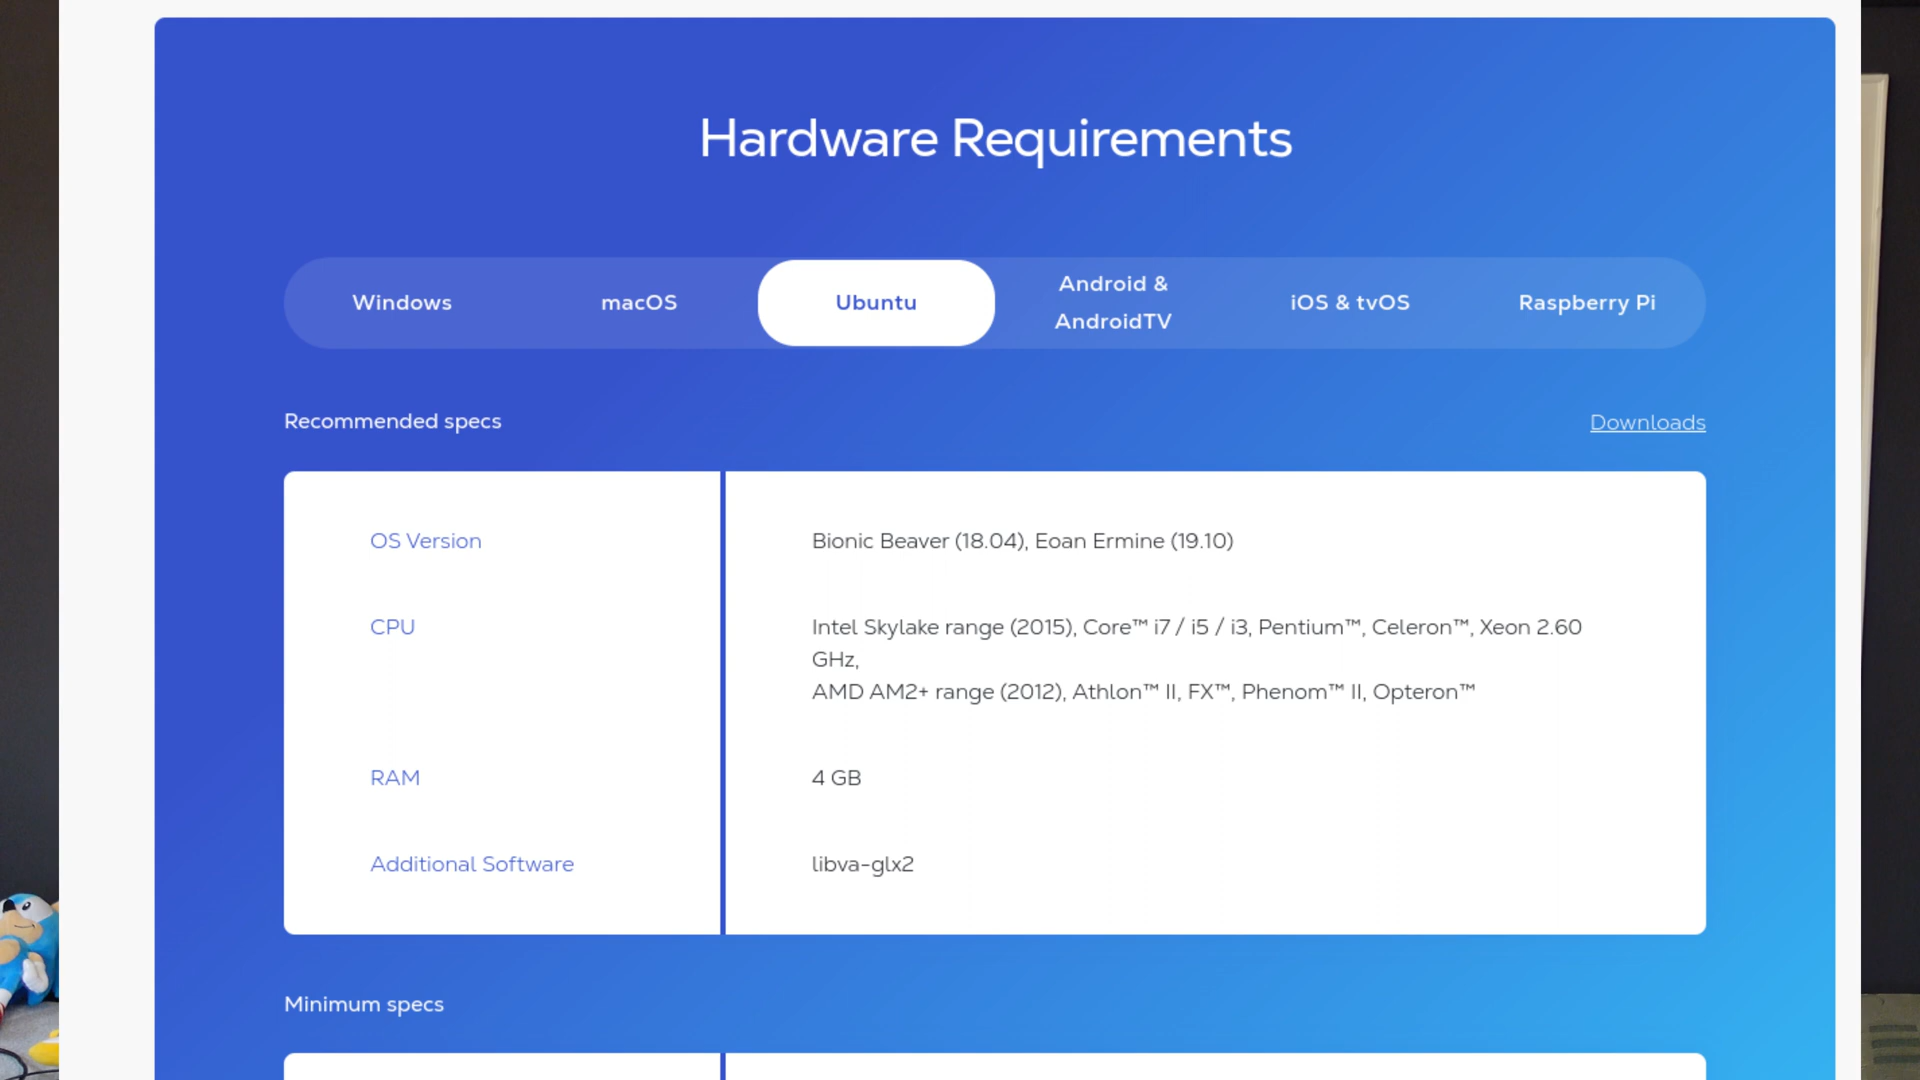 Hardware Requirements
Windows
macOS
Ubuntu
Android &
AndroidTV
iOS & tvOS
Raspberry Pi
Recommended specs
Downloads
OS Version
Bionic Beaver (18.04), Eoan Ermine (19.10)
CPU
Intel Skylake range (2015), Core™ i7 / i5 / i3, Pentium™, Celeron™, Xeon 2.60
GHz,
AMD AM2+ range (2012), Athlon™ II, FX™, Phenom™ II, Opteron™
RAM
4 GB
Additional Software
libva-glx2
Minimum specs